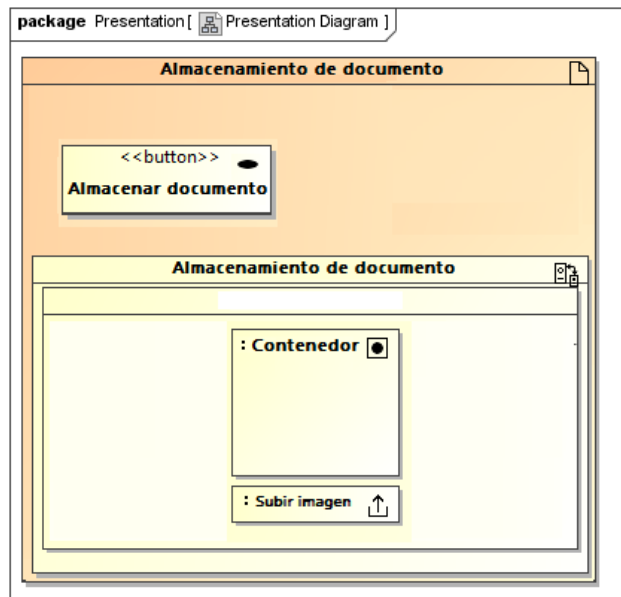 package Presentation [ Presentation Diagram ]
Almacenamiento de documento
<<button>>
Almacenar documento
Almacenamiento de documento
: Contenedor
: Subir imagen